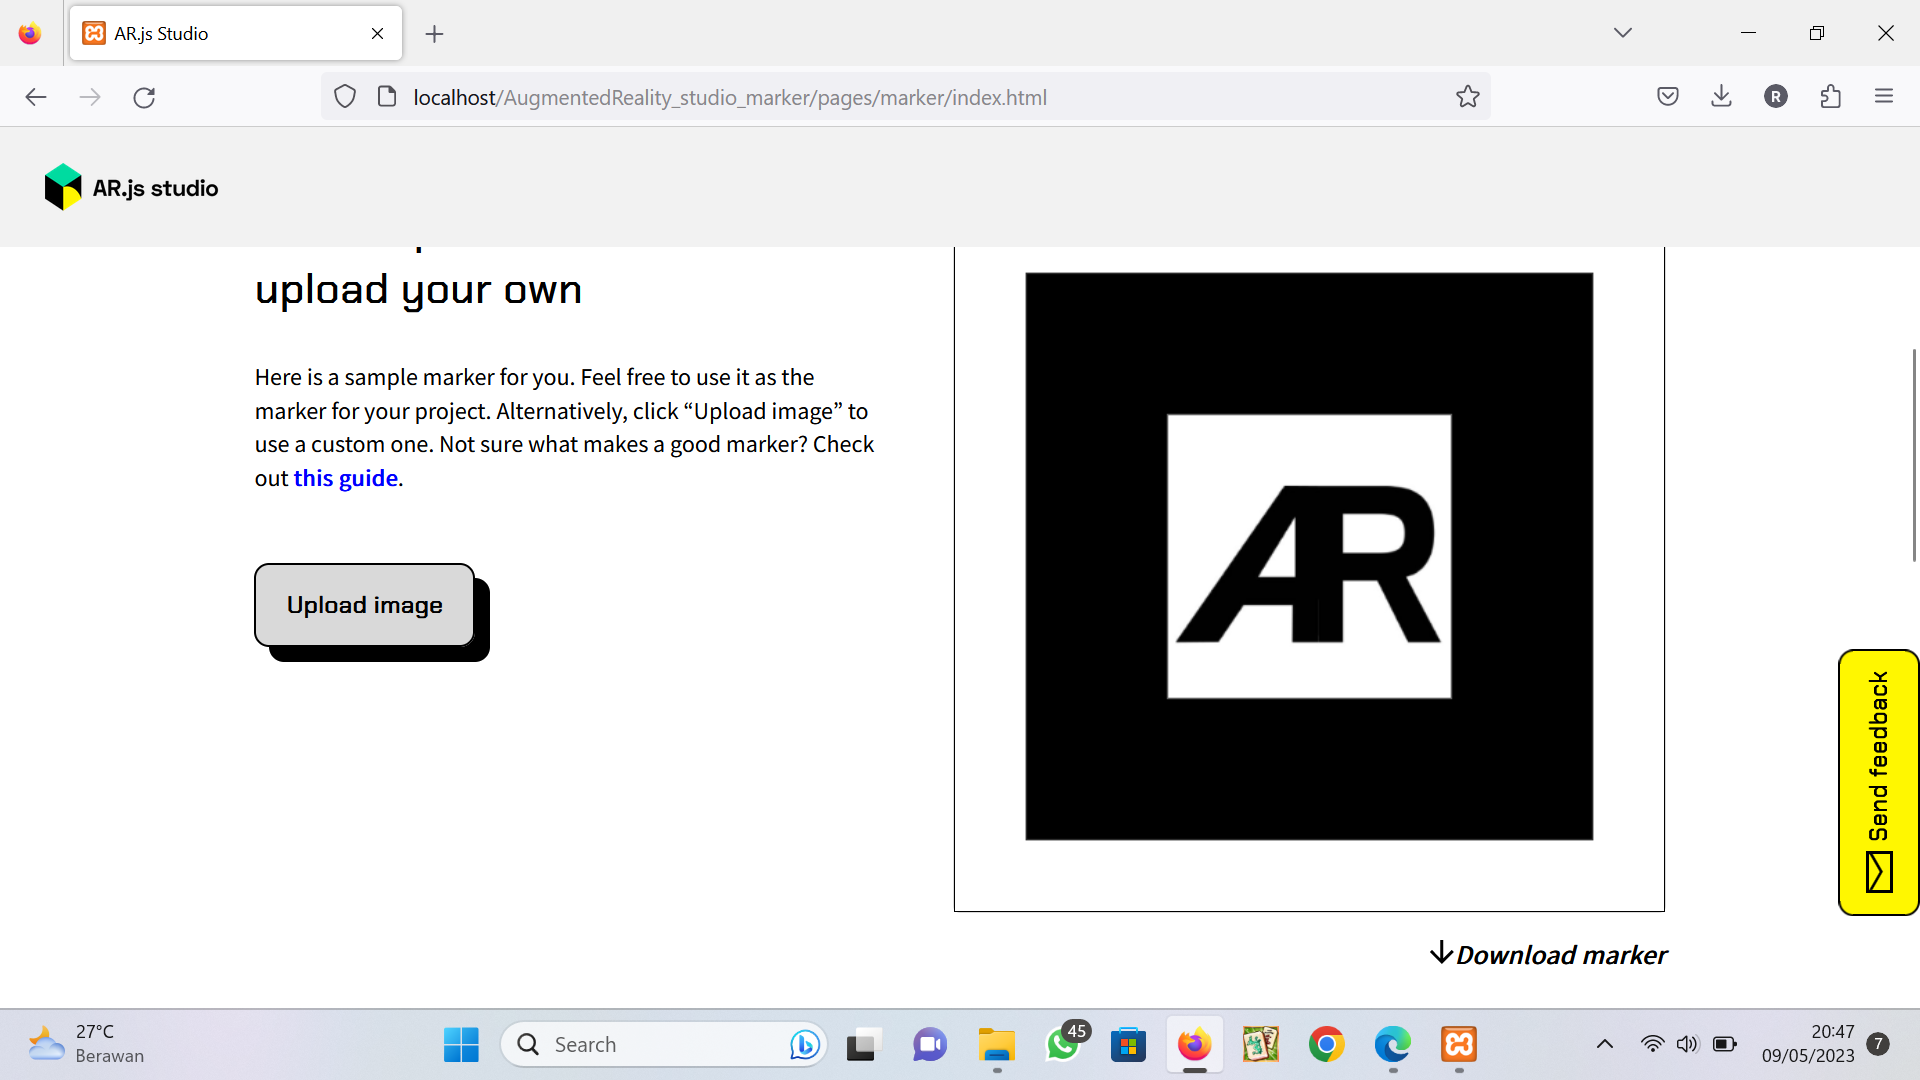 AR.js Studio
localhost/AugmentedReality_studio_marker/pages/marker/index.html
R
AR.js studio
upload your own
Here is a sample marker for you. Feel free to use it as the
marker for your project. Alternatively, click “Upload image” to
use a custom one. Not sure what makes a good marker? Check
out this guide.
Upload image
AR
Send feedback
Download marker
27°C
Berawan
Search
45
20:47
09/05/2023
7